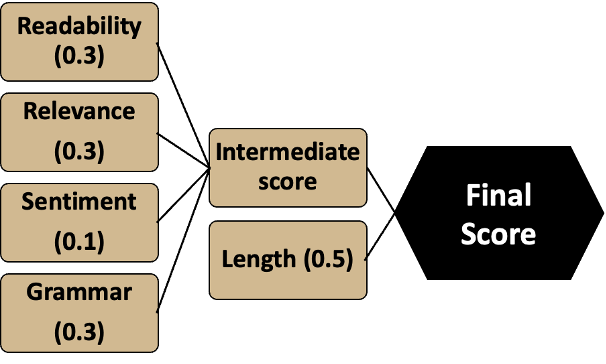 Readability
(0.3)
Relevance
(0.3)
Sentiment
(0.1)
Grammar
(0.3)
Intermediate
score
Length (0.5)
Final
Score